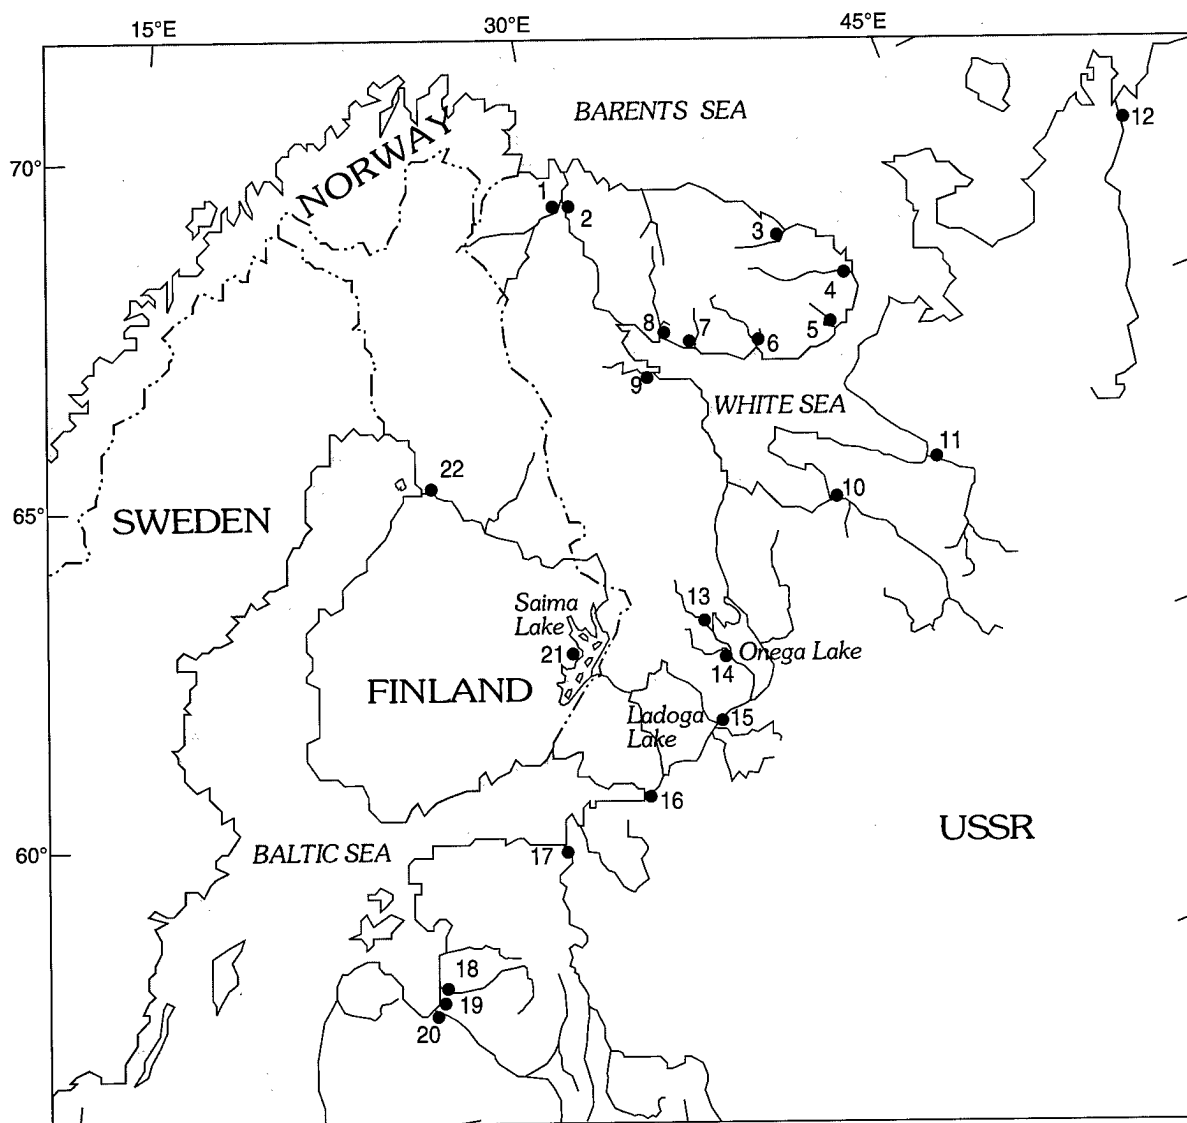 15°E
30°E
45°E
BARENTS SEA
NORWAY
70°
12
1
2
3
4
5
6
7
8
9
WHITE SEA
11
10
22
65°
SWEDEN
13
Saima
Lake
21
Onega Lake
14
FINLAND
Ladoga
Lake
15
16
USSR
60°
BALTIC SEA
17
18
19
20